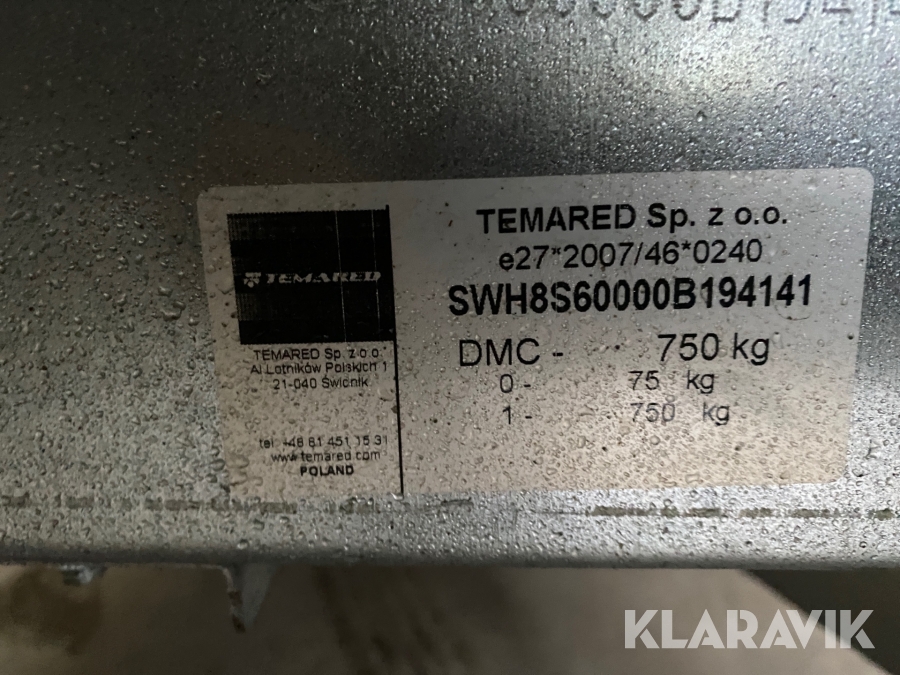 TEMARED Sp. z o.o.
e27*2007/46*0240
SWH8S60000B194141
DMC - 750 kg
0 - 75 kg
1 - 750 kg
TEMARED
TEMARED Sp. z o.o.
Al Lotników Polskich 1
21-040 Świdnik
tel. +48 81 451 15 31
www.temared.com
POLAND
KLARAVIK